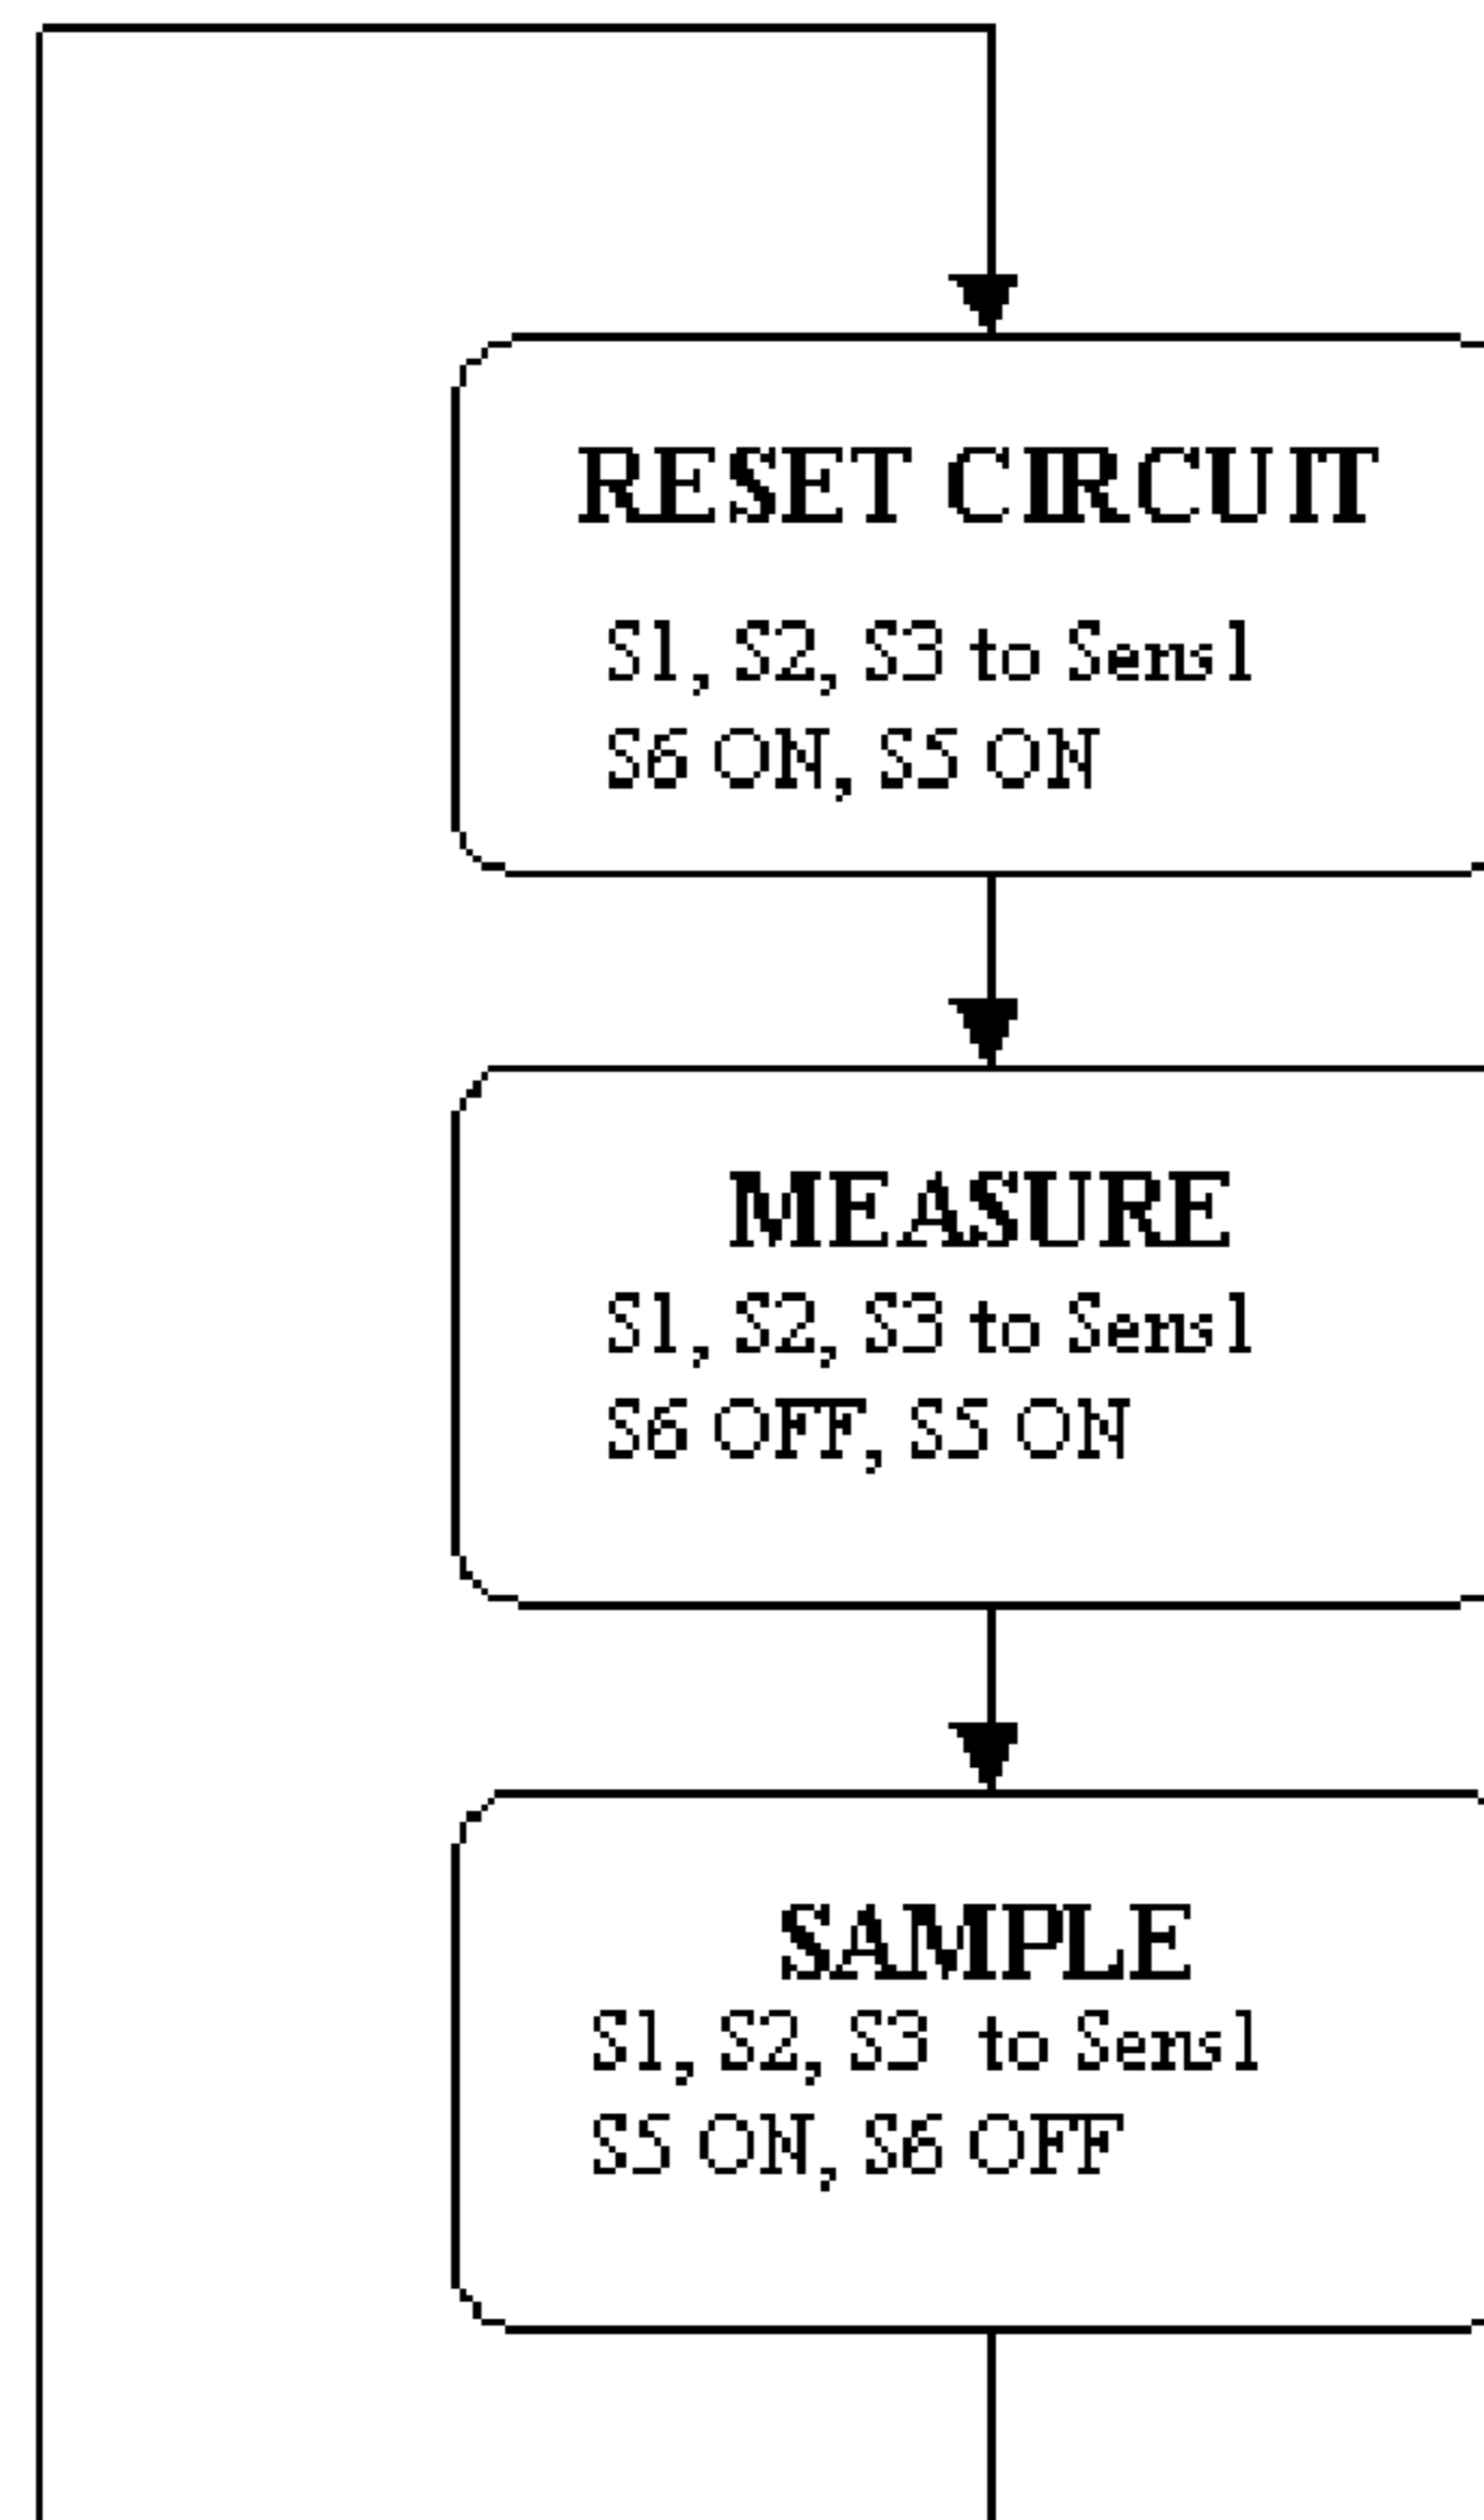 RESET CIRCUIT
S1, S2, S3 to Sens1
S6 ON, S5 ON
MEASURE
S1, S2, S3 to Sens1
S6 OFF, S5 ON
SAMPLE
S1, S2, S3 to Sens1
S5 ON, S6 OFF